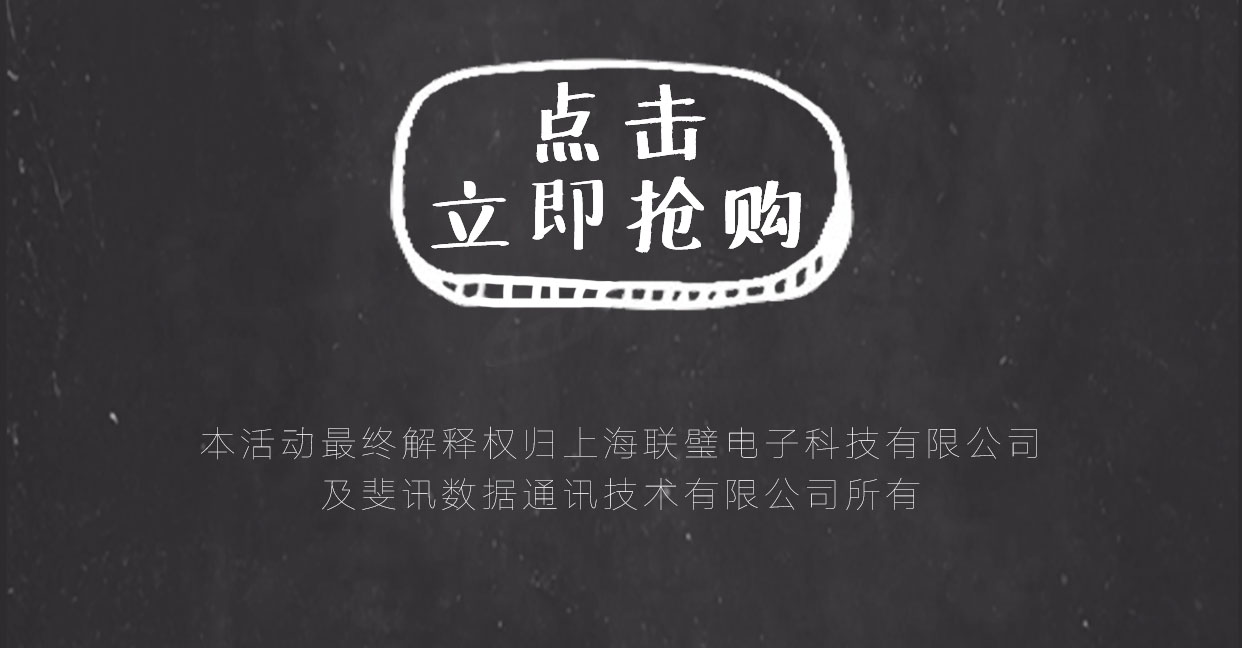 点击
立即抢购
本活动最终解释权归上海联璧电子科技有限公司
及斐讯数据通讯技术有限公司所有